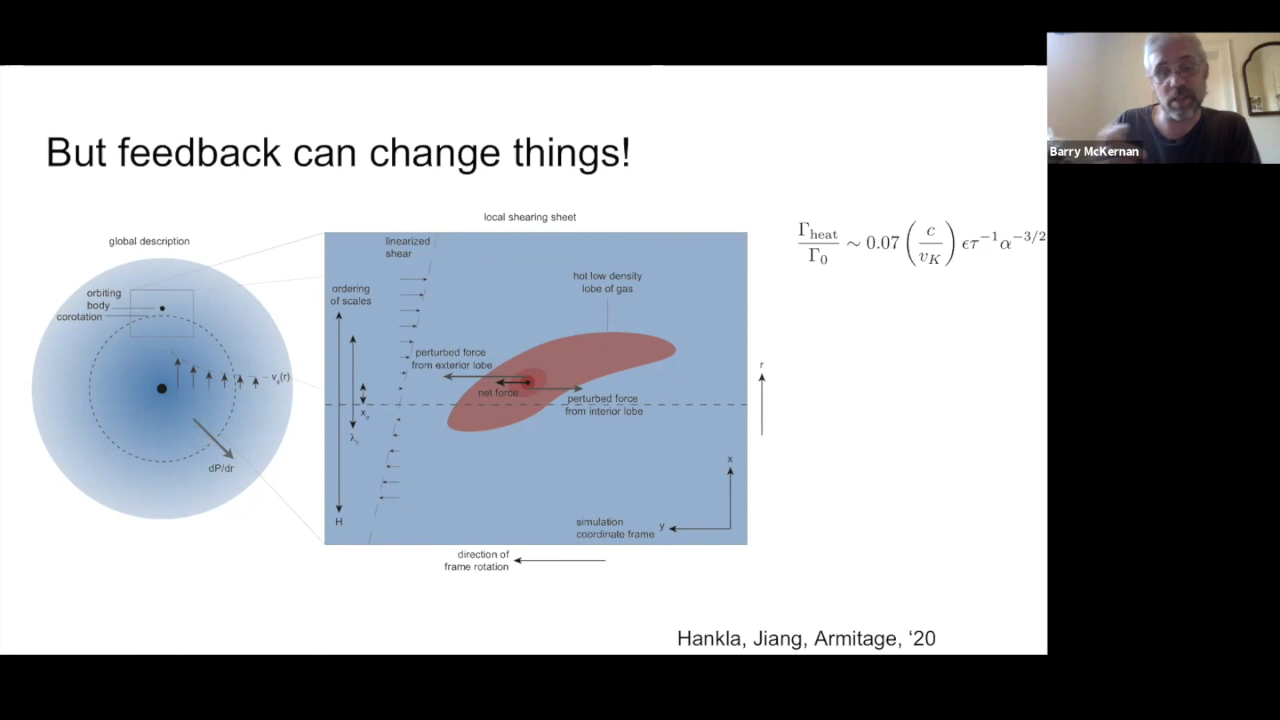 But feedback can change things!
Barry McKernan
global description
local shearing sheet
orbiting
body
corotation
vᵩ(r)
dP/dr
linearized
shear
ordering
of scales
hot low density
lobe of gas
perturbed force
from exterior lobe
net force
perturbed force
from interior lobe
H
x
y
r
simulation
coordinate frame
direction of
frame rotation
Γheat/Γ0 ∼ 0.07 (c/vK) ϵτ⁻¹α⁻³/²
Hankla, Jiang, Armitage, ‘20